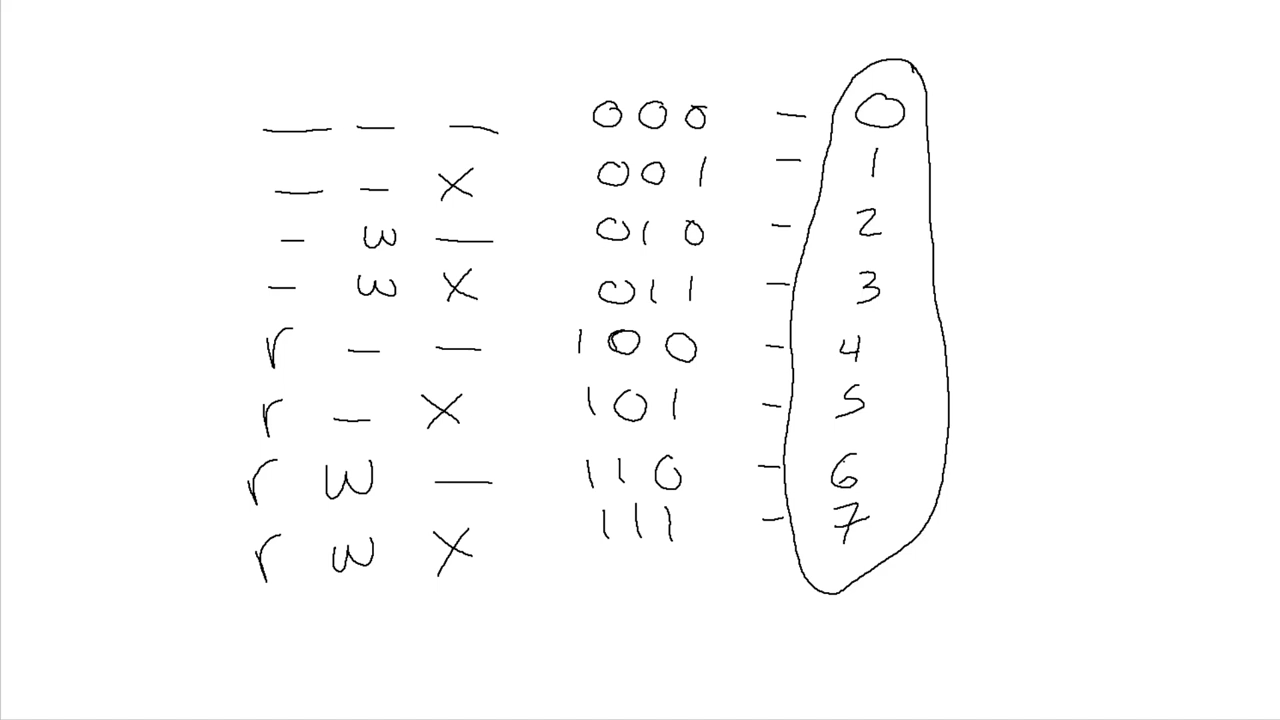 - - - 000 - 0
- - x 001 - 1
- w - 010 - 2
- w x 011 - 3
r - - 100 - 4
r - x 101 - 5
r w - 110 - 6
r w x 111 - 7